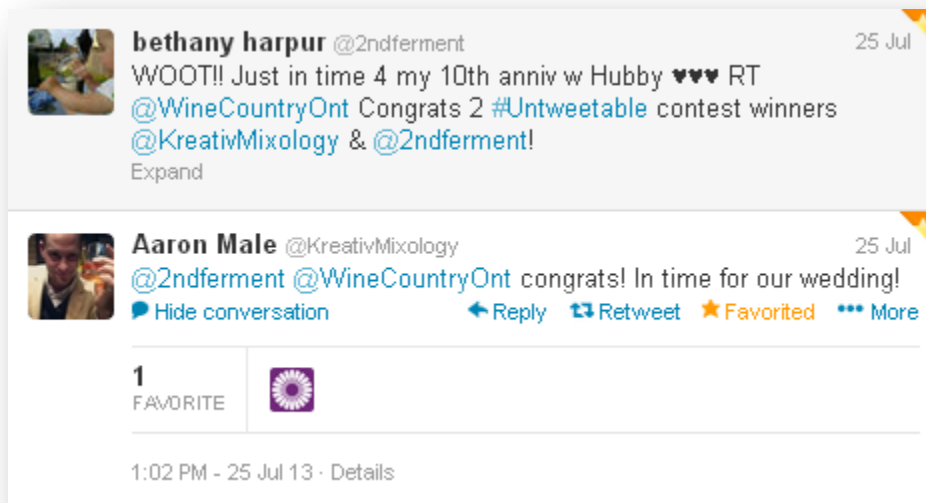 bethany harpur @2ndferment 25 Jul
WOOT!! Just in time 4 my 10th anniv w Hubby ♥♥♥ RT
@WineCountryOnt Congrats 2 #Untweetable contest winners
@KreativMixology & @2ndferment!
Expand
Aaron Male @KreativMixology 25 Jul
@2ndferment @WineCountryOnt congrats! In time for our wedding!
Hide conversation Reply Retweet Favorited More
1
FAVORITE
1:02 PM - 25 Jul 13 · Details